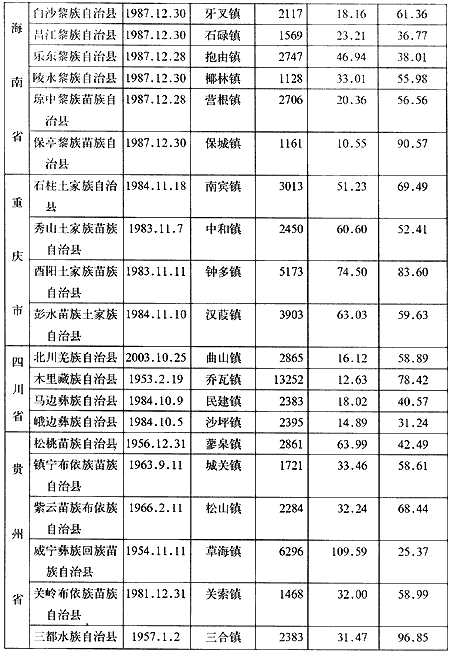 海南省
白沙黎族自治县 1987.12.30 牙叉镇 2117 18.16 61.36
昌江黎族自治县 1987.12.30 石碌镇 1569 23.21 36.77
乐东黎族自治县 1987.12.28 抱由镇 2747 46.94 38.01
陵水黎族自治县 1987.12.30 椰林镇 1128 33.01 55.98
琼中黎族苗族自 1987.12.28 营根镇 2706 20.36 56.56
治县
保亭黎族苗族自 1987.12.30 保城镇 1161 10.55 90.57
治县
重庆市
石柱土家族自治 1984.11.18 南宾镇 3013 51.23 69.49
县
秀山土家族苗族 1983.11.7 中和镇 2450 60.60 52.41
自治县
酉阳土家族苗族 1983.11.11 钟多镇 5173 74.50 83.60
自治县
彭水苗族土家族 1984.11.10 汉葭镇 3903 63.03 59.63
自治县
四川省
北川羌族自治县 2003.10.25 曲山镇 2865 16.12 58.89
木里藏族自治县 1953.2.19 乔瓦镇 13252 12.63 78.42
马边彝族自治县 1984.10.9 民建镇 2383 18.02 40.57
峨边彝族自治县 1984.10.5 沙坪镇 2395 14.89 31.24
贵州省
松桃苗族自治县 1956.12.31 蓼皋镇 2861 63.99 42.49
镇宁布依族苗族 1963.9.11 城关镇 1721 33.46 58.61
自治县
紫云苗族布依族 1966.2.11 松山镇 2284 32.24 68.44
自治县
威宁彝族回族苗 1954.11.11 草海镇 6296 109.59 25.37
族自治县
关岭布依族苗族 1981.12.31 关索镇 1468 32.00 58.99
自治县
三都水族自治县 1957.1.2 三合镇 2383 31.47 96.85